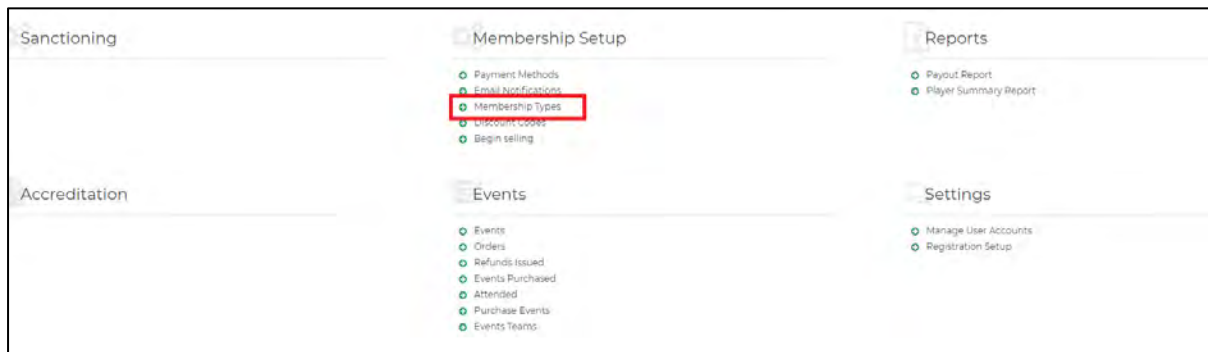 Sanctioning
Membership Setup
Payment Methods
Email Notifications
Membership Types
Discount Codes
Begin selling
Reports
Payout Report
Player Summary Report
Accreditation
Events
Events
Orders
Refunds Issued
Events Purchased
Attended
Purchase Events
Events Teams
Settings
Manage User Accounts
Registration Setup